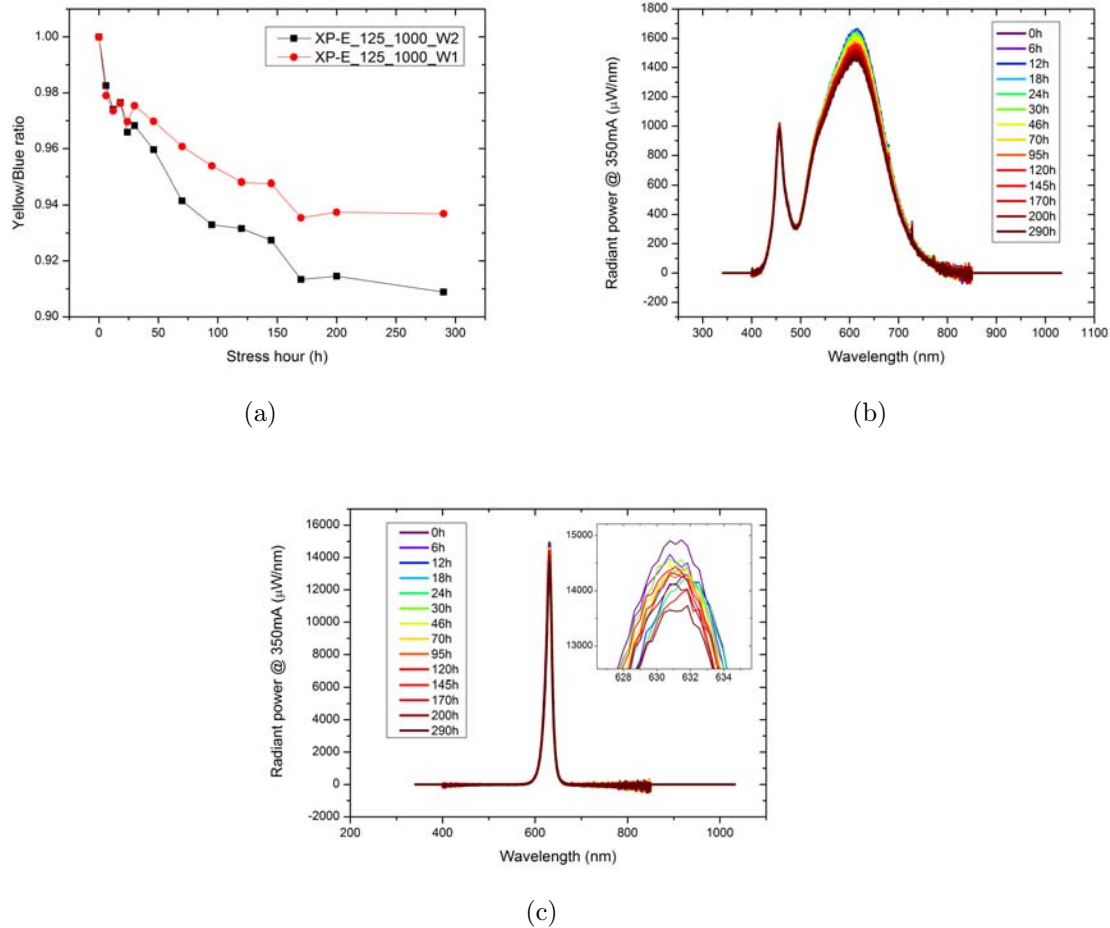 1.00
0.98
0.96
0.94
0.92
0.90
Yellow/Blue ratio
XP-E_125_1000_W2
XP-E_125_1000_W1
0 50 100 150 200 250 300
Stress hour (h)
(a)
1800
1600
1400
1200
1000
800
600
400
200
0
-200
Radiant power @ 350mA (µW/nm)
0h
6h
12h
18h
24h
30h
46h
70h
95h
120h
145h
170h
200h
290h
300 400 500 600 700 800 900 1000 1100
Wavelength (nm)
(b)
16000
14000
12000
10000
8000
6000
4000
2000
0
-2000
Radiant power @ 350mA (µW/nm)
0h
6h
12h
18h
24h
30h
46h
70h
95h
120h
145h
170h
200h
290h
15000
14000
13000
628 630 632 634
200 400 600 800 1000
Wavelength (nm)
(c)